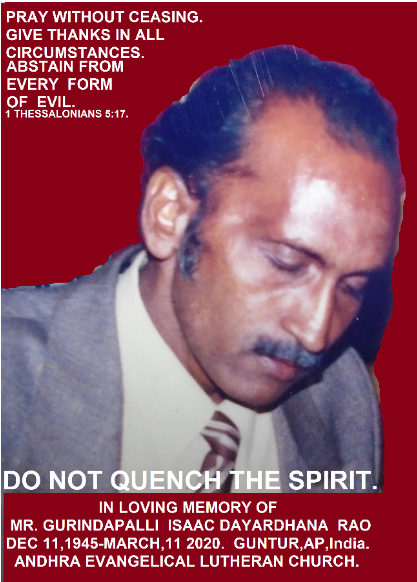 PRAY WITHOUT CEASING.
GIVE THANKS IN ALL
CIRCUMSTANCES.
ABSTAIN FROM
EVERY FORM
OF EVIL.
1 THESSALONIANS 5:17.
DO NOT QUENCH THE SPIRIT.
IN LOVING MEMORY OF
MR. GURINDAPALLI ISAAC DAYARDHANA RAO
DEC 11,1945-MARCH,11 2020. GUNTUR,AP,India.
ANDHRA EVANGELICAL LUTHERAN CHURCH.